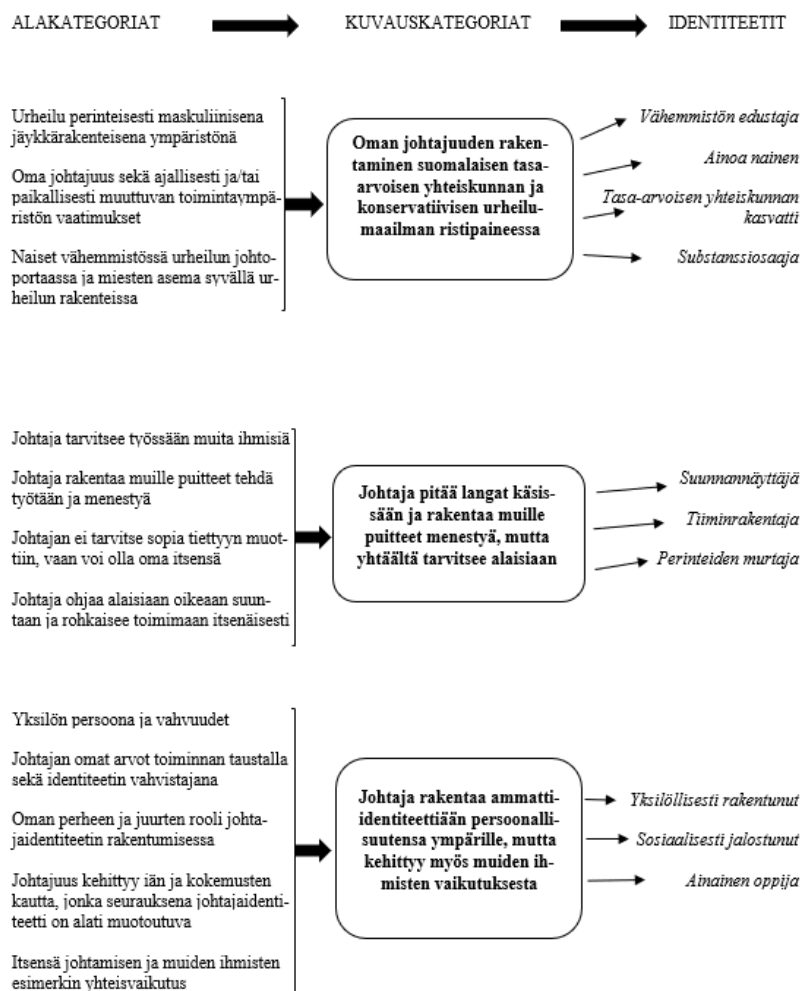 ALAKATEGORIAT KUVAUSKATEGORIAT IDENTITEETIT
Urheilu perinteisesti maskuliinisena
jäykkärakenteisena ympäristönä
Oma johtajuus sekä ajallisesti ja/tai
paikallisesti muuttuvan toimintaympä-
ristön vaatimukset
Naiset vähemmistössä urheilun johto-
portaassa ja miesten asema syvällä ur-
heilun rakenteissa
Oman johtajuuden raken-
taminen suomalaisen tasa-
arvoisen yhteiskunnan ja
konservatiivisen urheilu-
maailman ristipaineessa
Vähemmistön edustaja
Ainoa nainen
Tasa-arvoisen yhteiskunnan
kasvatti
Substanssiosaaja
Johtaja tarvitsee työssään muita ihmisiä
Johtaja rakentaa muille puitteet tehdä
työtään ja menestyä
Johtajan ei tarvitse sopia tiettyyn muot-
tiin, vaan voi olla oma itsensä
Johtaja ohjaa alaisiaan oikeaan suun-
taan ja rohkaisee toimimaan itsenäisesti
Johtaja pitää langat käsis-
sään ja rakentaa muille
puitteet menestyä, mutta
yhtäältä tarvitsee alaisiaan
Suunnannäyttäjä
Tiiminrakentaja
Perinteiden murtaja
Yksilön persoona ja vahvuudet
Johtajan omat arvot toiminnan taustalla
sekä identiteetin vahvistajana
Oman perheen ja juurten rooli johta-
jaidentiteetin rakentumisessa
Johtajuus kehittyy iän ja kokemusten
kautta, jonka seurauksena johtajaidenti-
teetti on alati muotoutuva
Itsensä johtamisen ja muiden ihmisten
esimerkin yhteisvaikutus
Johtaja rakentaa ammatti-
identiteettiään persoonalli-
suutensa ympärille, mutta
kehittyy myös muiden ih-
misten vaikutuksesta
Yksilöllisesti rakentunut
Sosiaalisesti jalostunut
Ainainen oppija